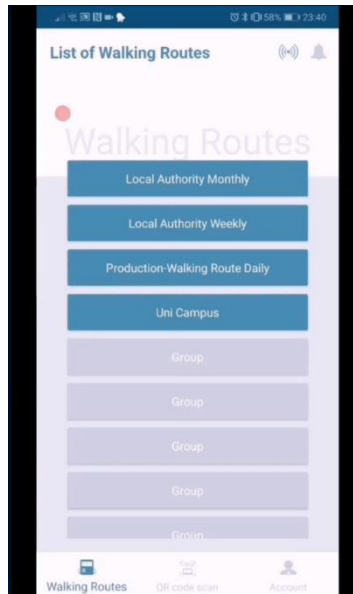 58% 23:40
List of Walking Routes
Walking Routes
Local Authority Monthly
Local Authority Weekly
Production-Walking Route Daily
Uni Campus
Group
Group
Group
Group
Group
Walking Routes QR code scan Account